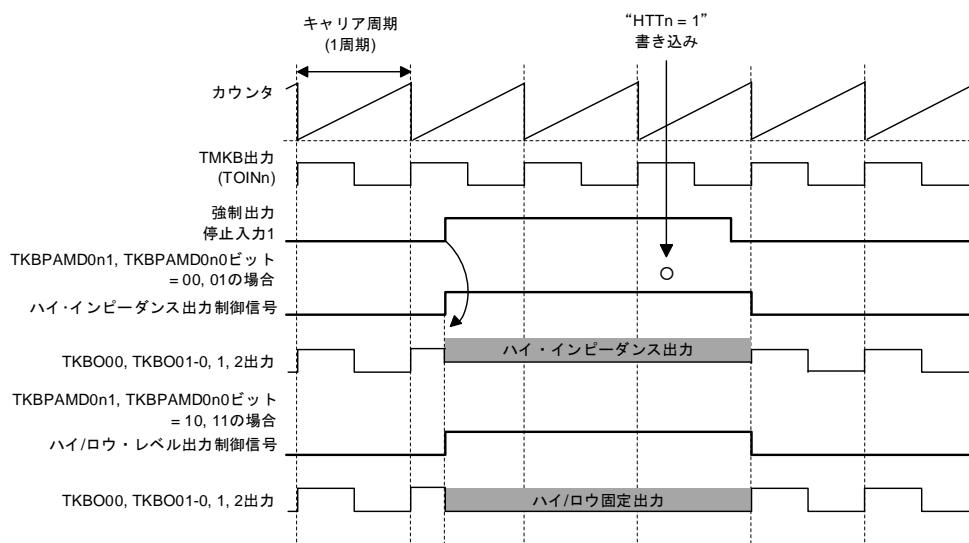 キャリア周期
(1周期)
“HTTn = 1”
書き込み
カウンタ
TMKB出力
(TOINn)
強制出力
停止入力1
TKBPAMD0n1, TKBPAMD0n0ビット
= 00, 01の場合
ハイ・インピーダンス出力制御信号
ハイ・インピーダンス出力
TKBO00, TKBO01-0, 1, 2出力
TKBPAMD0n1, TKBPAMD0n0ビット
= 10, 11の場合
ハイ/ロウ・レベル出力制御信号
TKBO00, TKBO01-0, 1, 2出力
ハイ/ロウ固定出力